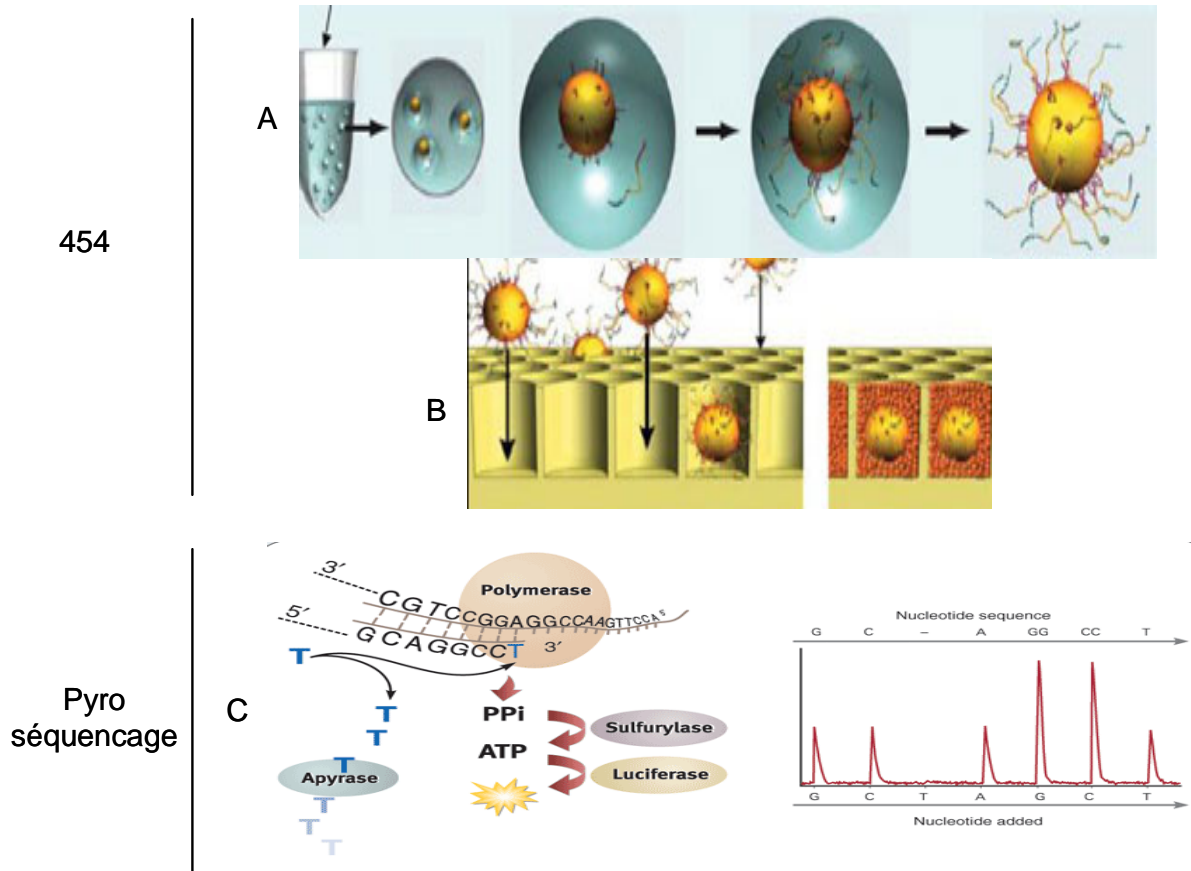 A
454
B
3'
CGTCCGGAGGCCAAGTTCCA 5'
Polymerase
5'
GCAGGCCT 3'
T
T
T
T
Apyrase
T
T
T
PPi
ATP
Sulfurylase
Luciferase
Pyro
séquencage
C
Nucleotide sequence
G C – A GG CC T
G C T A G C T
Nucleotide added